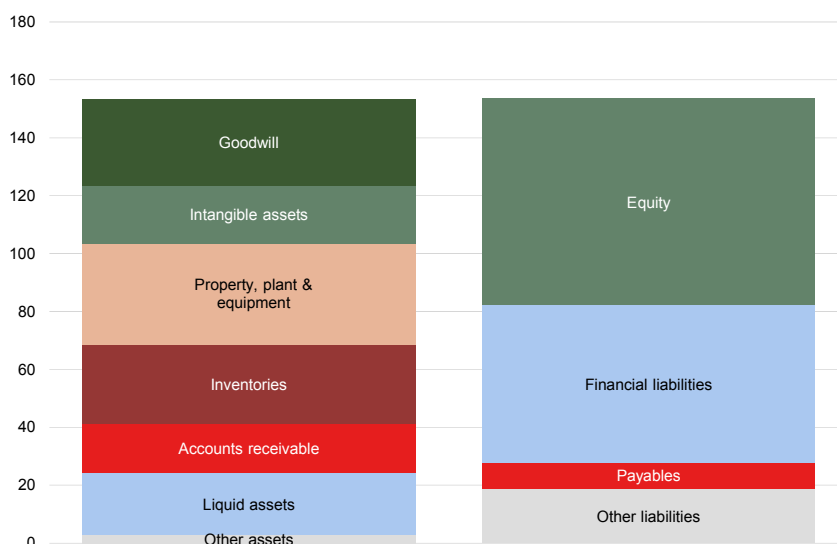 180
160
140
120
100
80
60
40
20
0
Goodwill
Intangible assets
Property, plant &
equipment
Inventories
Accounts receivable
Liquid assets
Other assets
Equity
Financial liabilities
Payables
Other liabilities